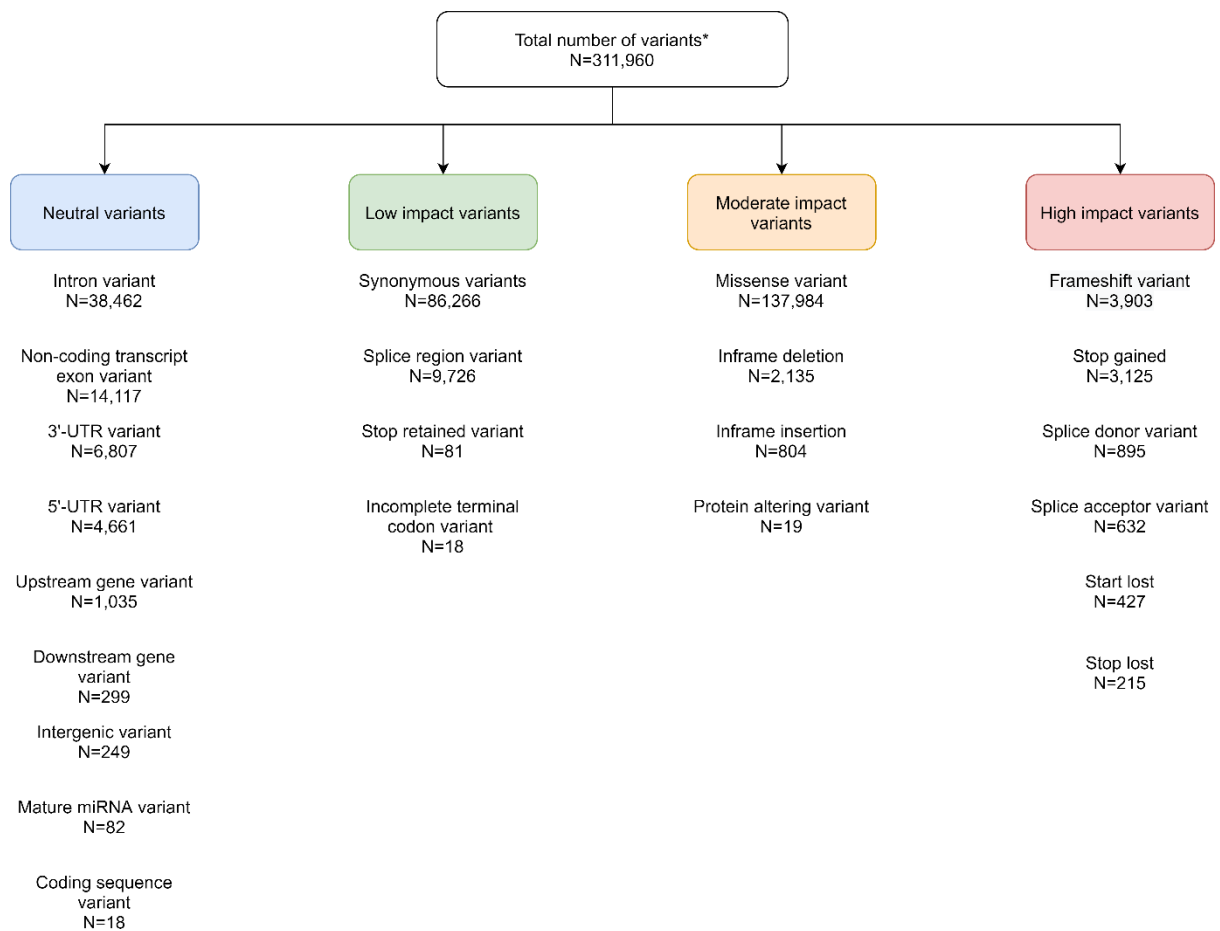 Total number of variants*
N=311,960
Neutral variants
Intron variant
N=38,462
Non-coding transcript
exon variant
N=14,117
3'-UTR variant
N=6,807
5'-UTR variant
N=4,661
Upstream gene variant
N=1,035
Downstream gene
variant
N=299
Intergenic variant
N=249
Mature miRNA variant
N=82
Coding sequence
variant
N=18
Low impact variants
Synonymous variants
N=86,266
Splice region variant
N=9,726
Stop retained variant
N=81
Incomplete terminal
codon variant
N=18
Moderate impact
variants
Missense variant
N=137,984
Inframe deletion
N=2,135
Inframe insertion
N=804
Protein altering variant
N=19
High impact variants
Frameshift variant
N=3,903
Stop gained
N=3,125
Splice donor variant
N=895
Splice acceptor variant
N=632
Start lost
N=427
Stop lost
N=215